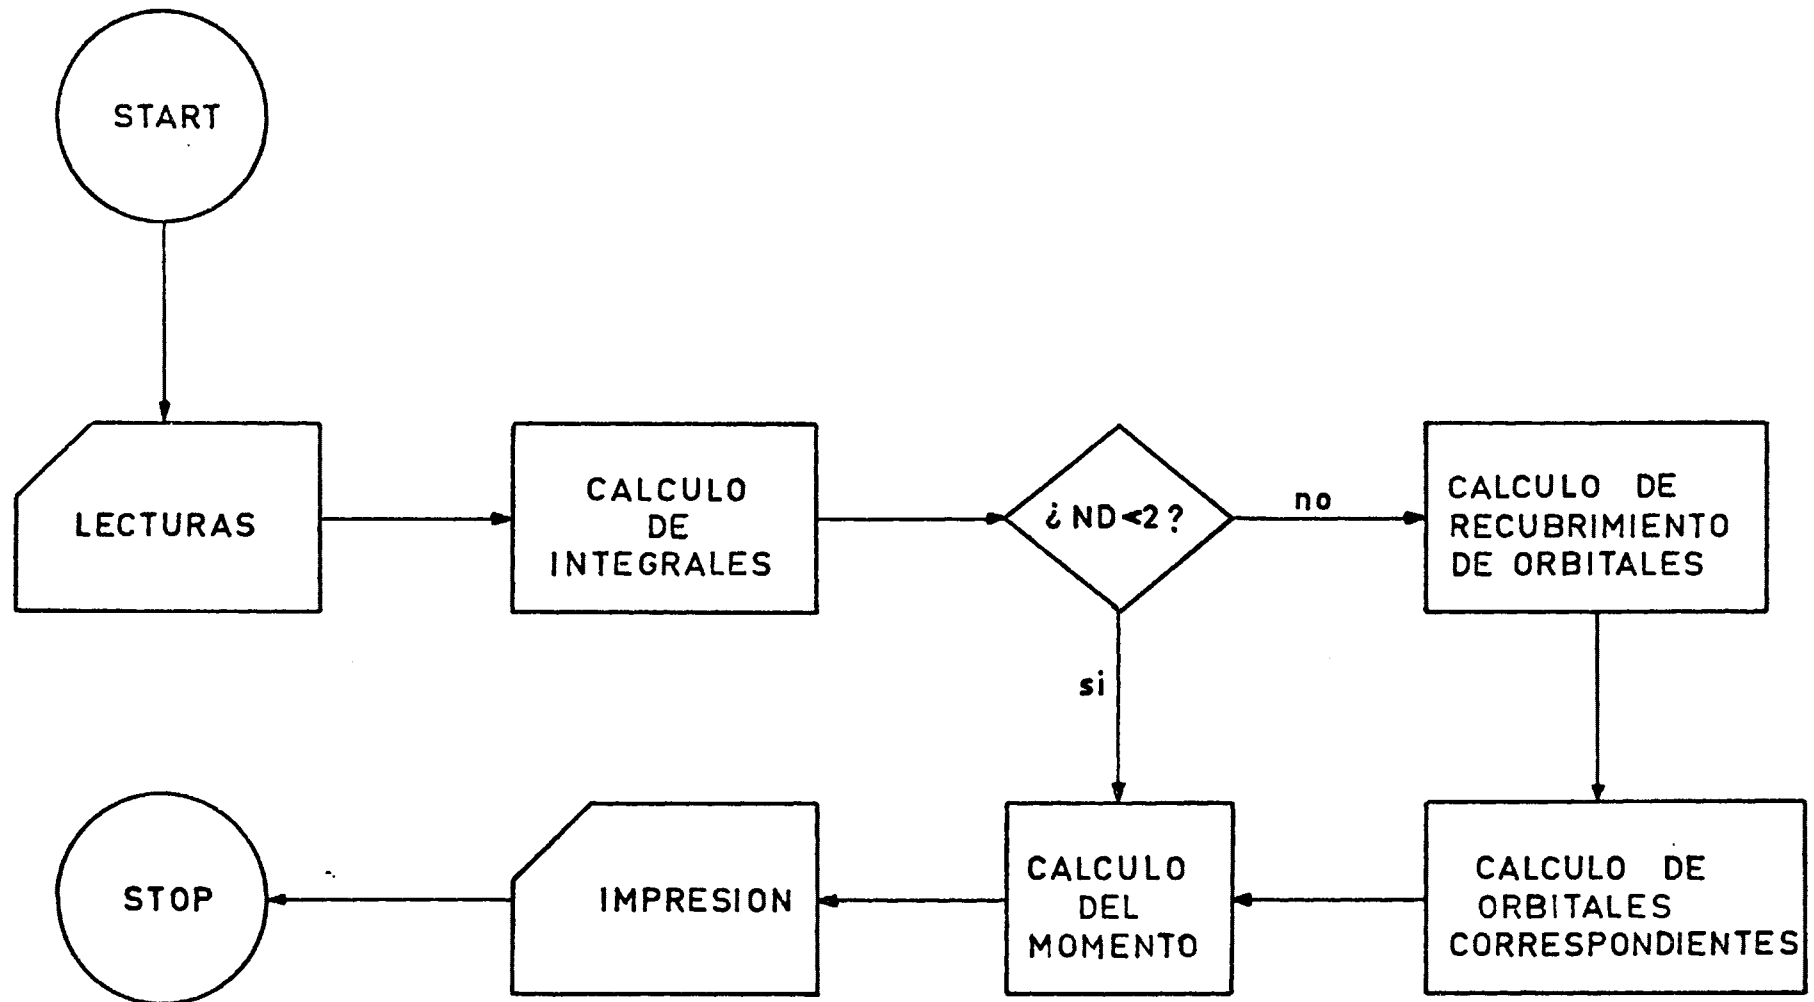 START
LECTURAS
CALCULO
DE
INTEGRALES
¿ND<2?
no
CALCULO DE
RECUBRIMIENTO
DE ORBITALES
si
STOP
IMPRESION
CALCULO
DEL
MOMENTO
CALCULO DE
ORBITALES
CORRESPONDIENTES